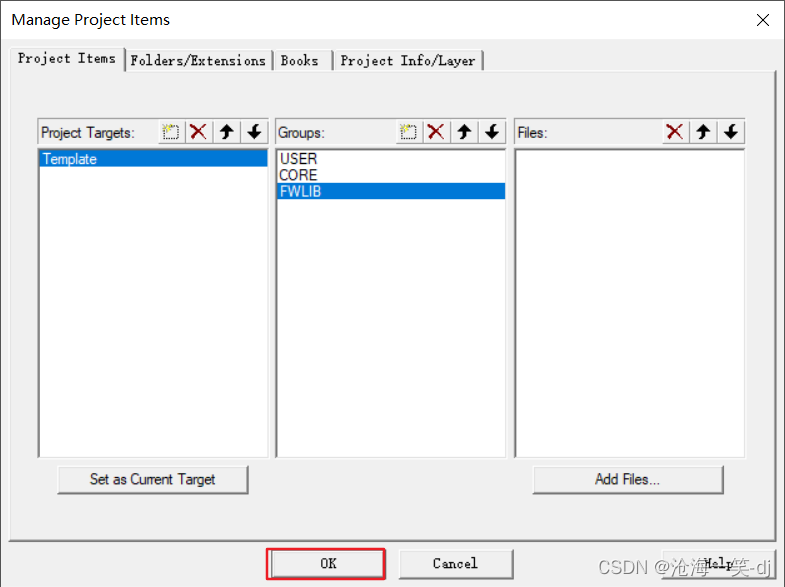 Manage Project Items
Project Items Folders/Extensions Books Project Info/Layer
Project Targets: Groups: Files:
Template
USER
CORE
FWLIB
Set as Current Target Add Files...
OK Cancel Help
CSDN @沧海一笑-dj